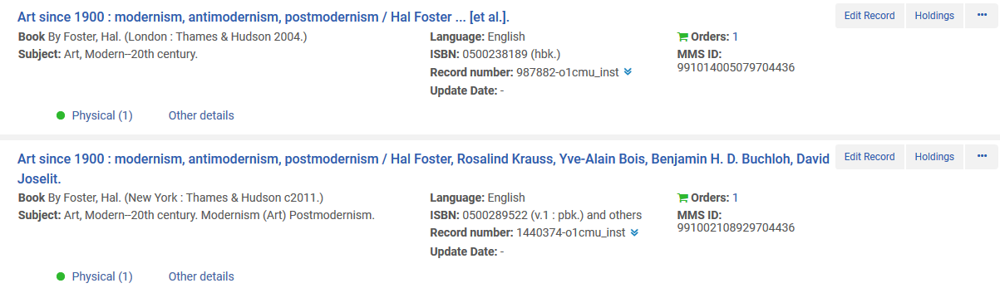 Art since 1900 : modernism, antimodernism, postmodernism / Hal Foster ... [et al.].
Edit Record Holdings ...
Book By Foster, Hal. (London : Thames & Hudson 2004.) Language: English Orders: 1
Subject: Art, Modern--20th century. ISBN: 0500238189 (hbk.) MMS ID:
991014005079704436
Record number: 987882-o1cmu_inst
Update Date: -
Physical (1) Other details
Art since 1900 : modernism, antimodernism, postmodernism / Hal Foster, Rosalind Krauss, Yve-Alain Bois, Benjamin H. D. Buchloh, David
Joselit.
Edit Record Holdings ...
Book By Foster, Hal. (New York : Thames & Hudson c2011.) Language: English Orders: 1
Subject: Art, Modern--20th century. Modernism (Art) Postmodernism. ISBN: 0500289522 (v.1 : pbk.) and others MMS ID:
991002108929704436
Record number: 1440374-o1cmu_inst
Update Date: -
Physical (1) Other details